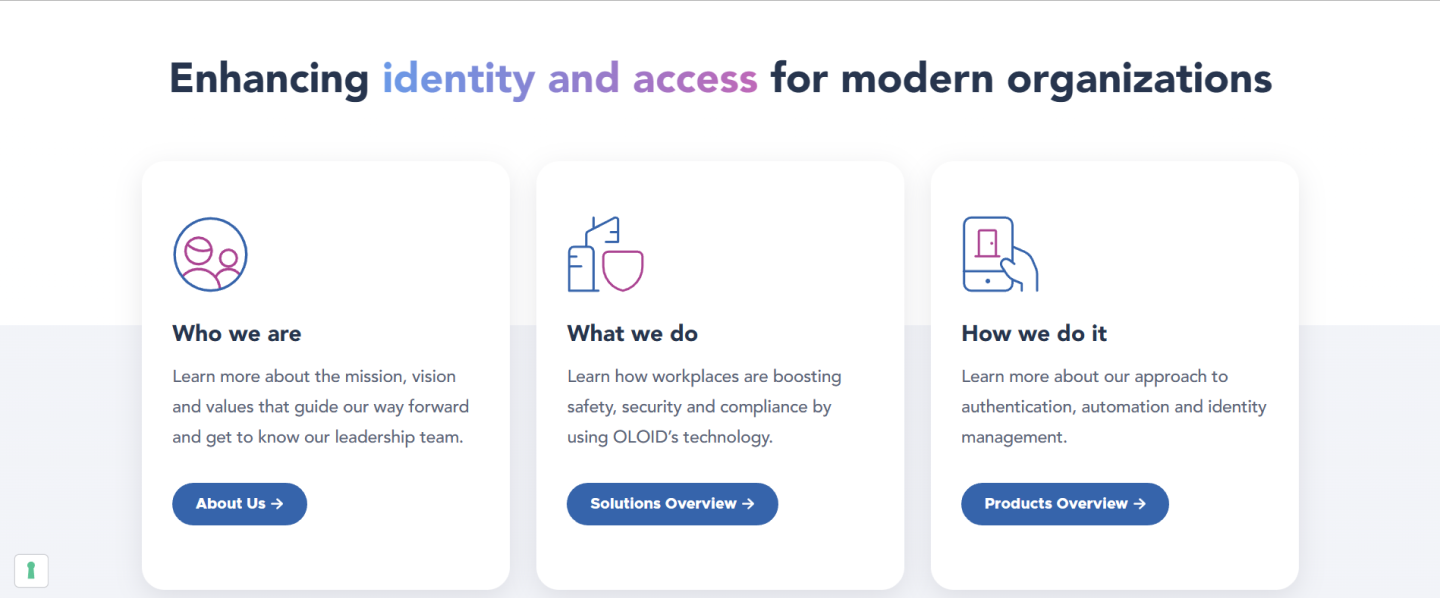 Enhancing identity and access for modern organizations
Who we are
Learn more about the mission, vision
and values that guide our way forward
and get to know our leadership team.
About Us →
What we do
Learn how workplaces are boosting
safety, security and compliance by
using OLOID’s technology.
Solutions Overview →
How we do it
Learn more about our approach to
authentication, automation and identity
management.
Products Overview →